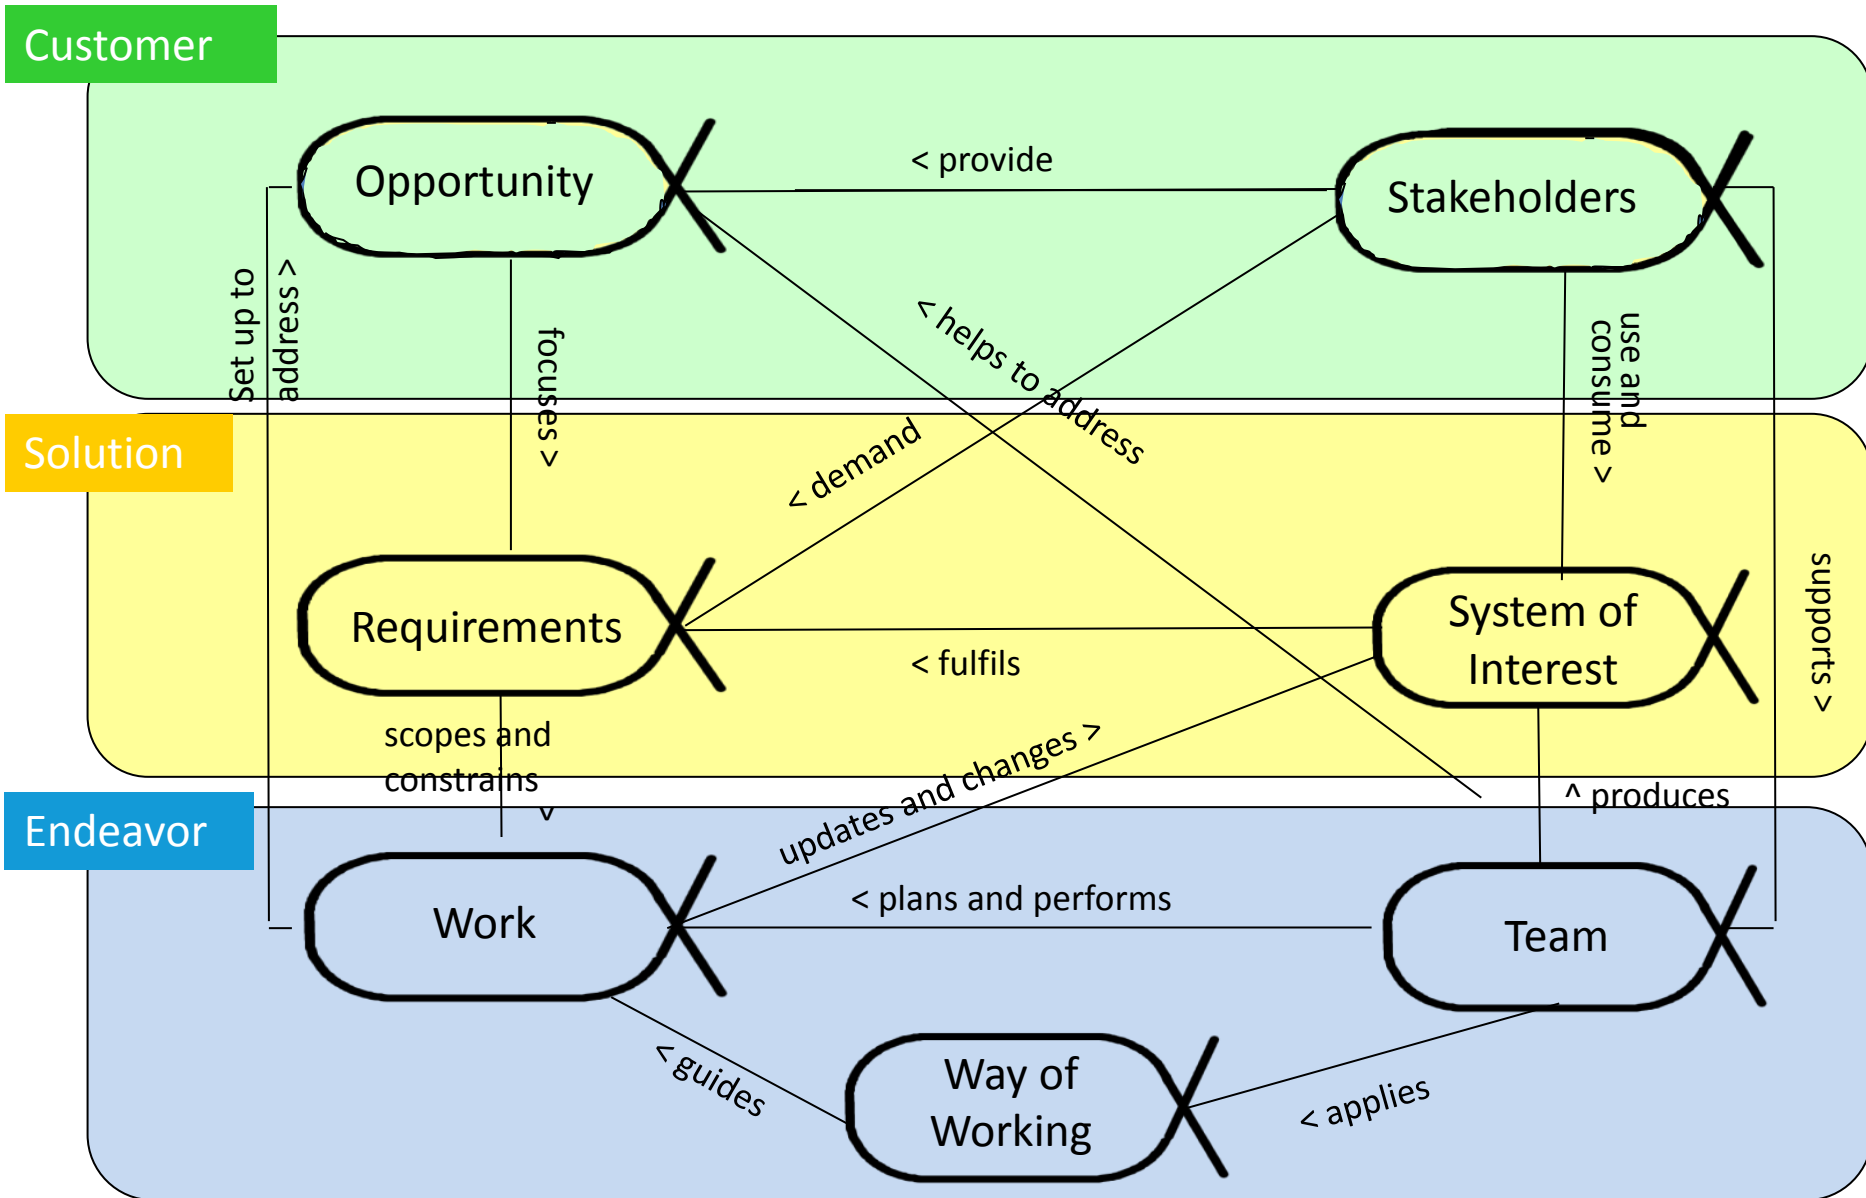 Customer
Opportunity
< provide
Stakeholders
Set up to
address >
focuses >
< helps to address
use and
consume >
Solution
< demand
Requirements
System of
Interest
< fulfils
supports >
scopes and
constrains
>
updates and changes >
^ produces
Endeavor
Work
< plans and performs
Team
< guides
Way of
Working
< applies